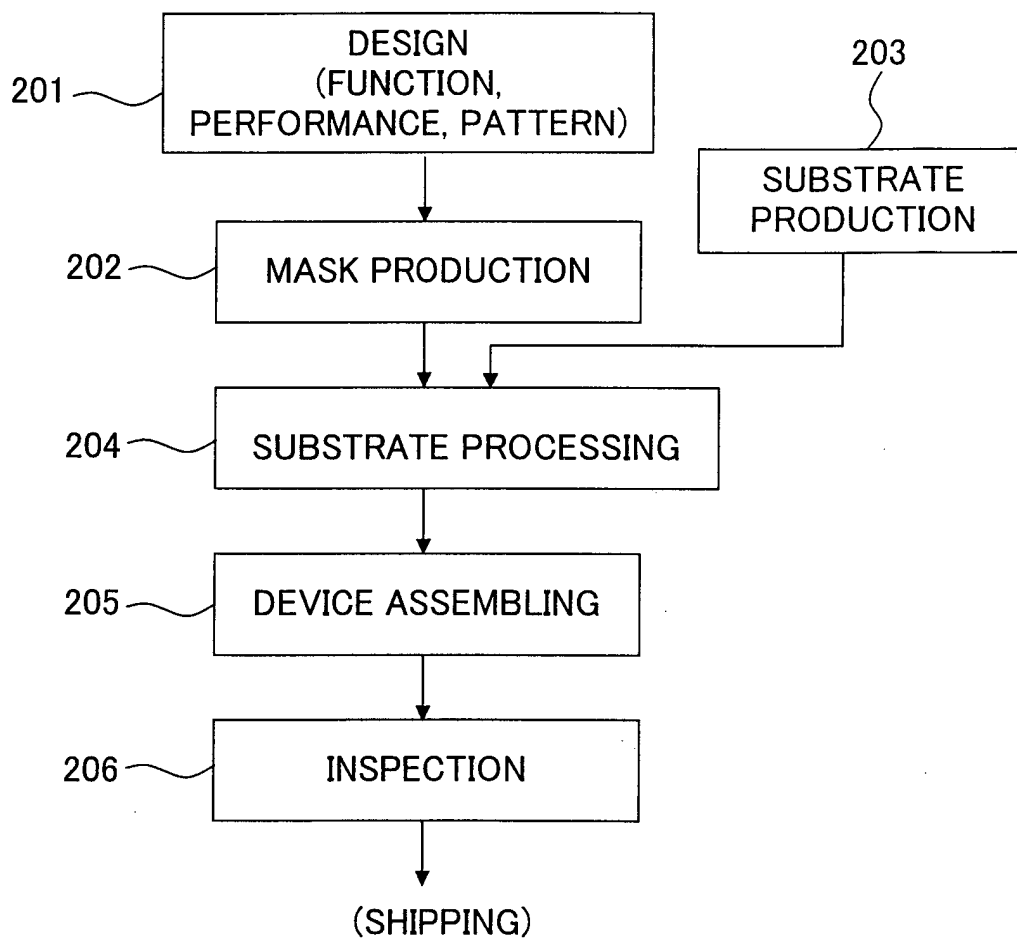 DESIGN
(FUNCTION,
PERFORMANCE, PATTERN)
201
203
SUBSTRATE
PRODUCTION
202
MASK PRODUCTION
204
SUBSTRATE PROCESSING
205
DEVICE ASSEMBLING
206
INSPECTION
(SHIPPING)